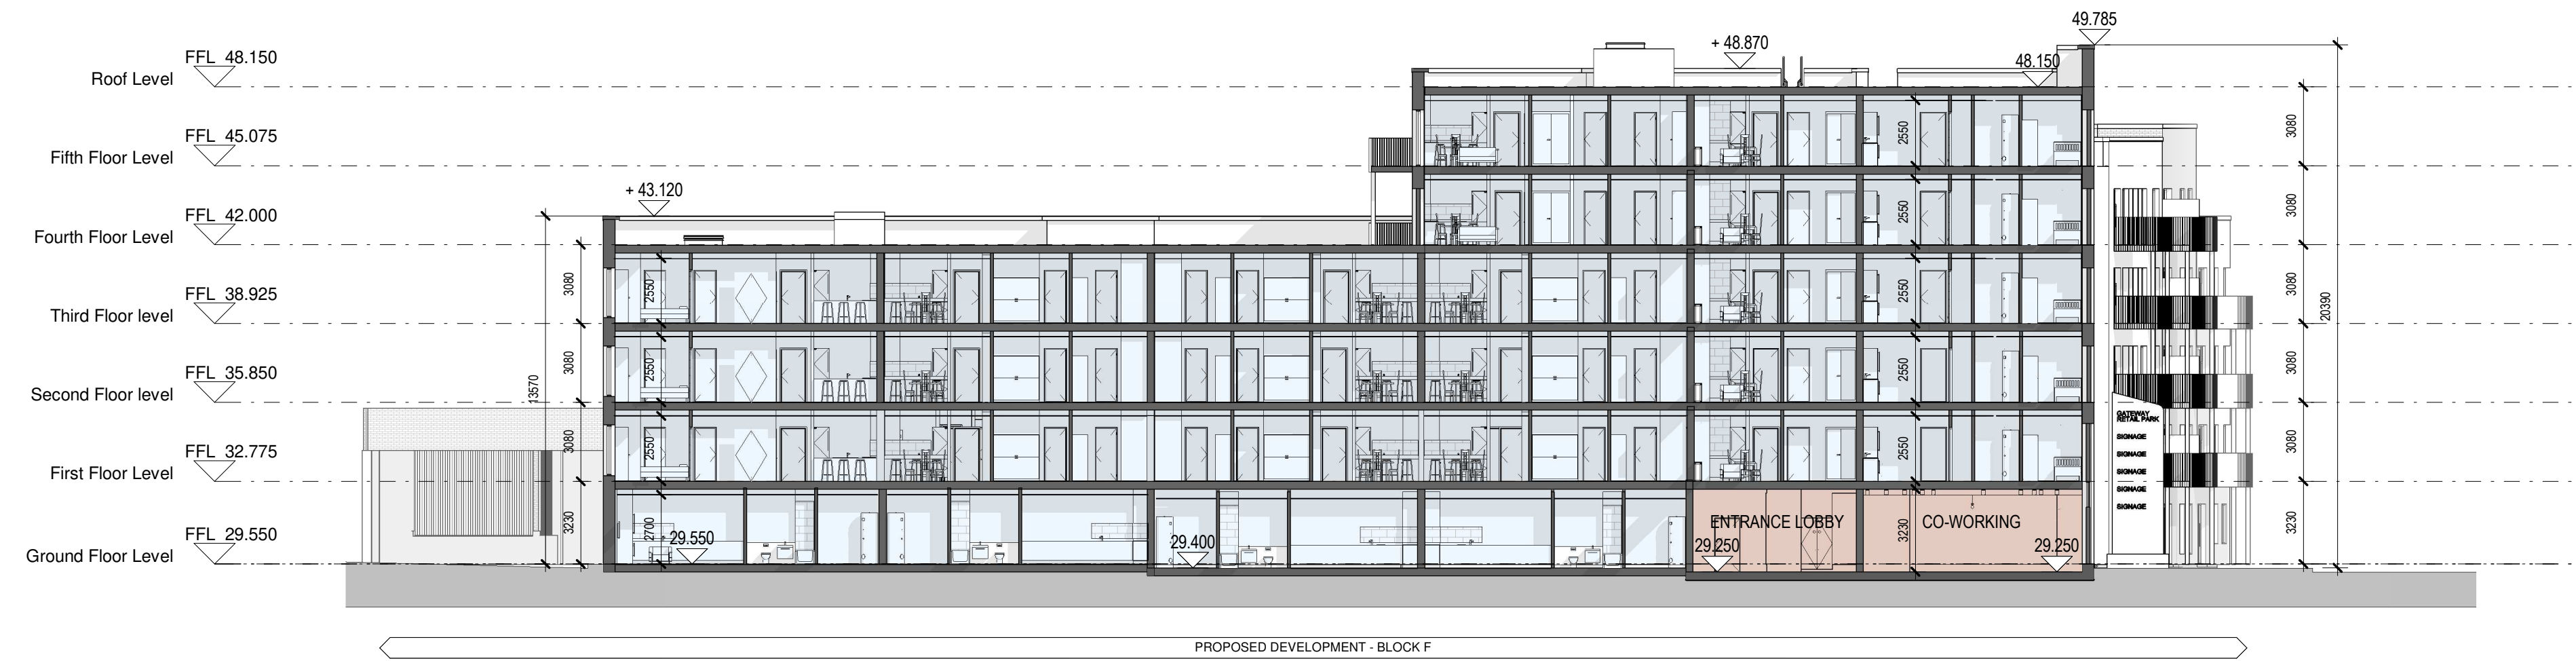 49.785
FFL 48.150
Roof Level
+ 48.870
48.150
FFL 45.075
Fifth Floor Level
2550
3080
+ 43.120
FFL 42.000
Fourth Floor Level
2550
3080
FFL 38.925
Third Floor level
3080
2550
2550
3080
20390
FFL 35.850
Second Floor level
13570
3080
2550
2550
3080
GATEWAY
RETAIL PARK
SIGNAGE
SIGNAGE
SIGNAGE
SIGNAGE
SIGNAGE
FFL 32.775
First Floor Level
3080
2550
2550
3080
FFL 29.550
Ground Floor Level
3230
2700
29.550
29.400
ENTRANCE LOBBY
29.250
3230
CO-WORKING
29.250
3230
PROPOSED DEVELOPMENT - BLOCK F